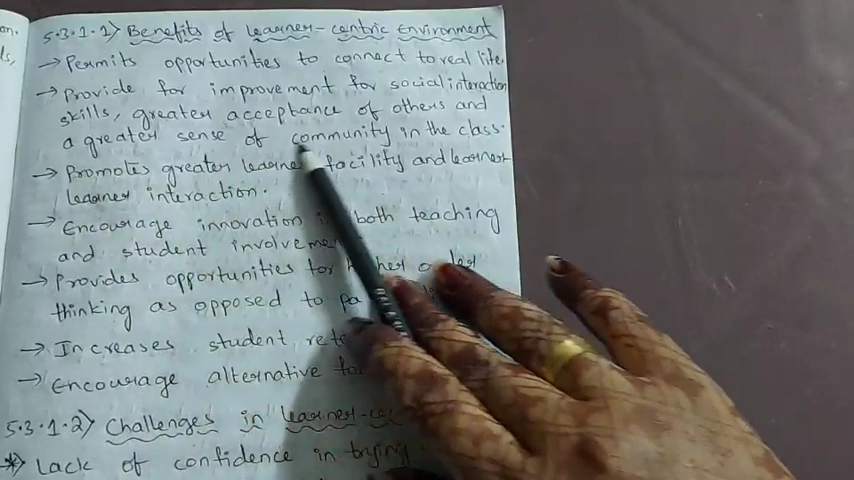 5.3.1.1) Benefits of learner-centric Environment
→ Permits opportunities to connect to real life.
→ Provide for improvement for social interaction
skills, greater acceptance of others and
a greater sense of community in the class.
→ Promotes greater learner facility and learner-
learner interaction.
→ Encourage innovation in both teaching
and student involvement
→ Provides opportunities for higher order
thinking as opposed to
→ Increases student
→ Encourage alternative
5.3.1.2) Challenges in learner-
*) Lack of confidence in trying